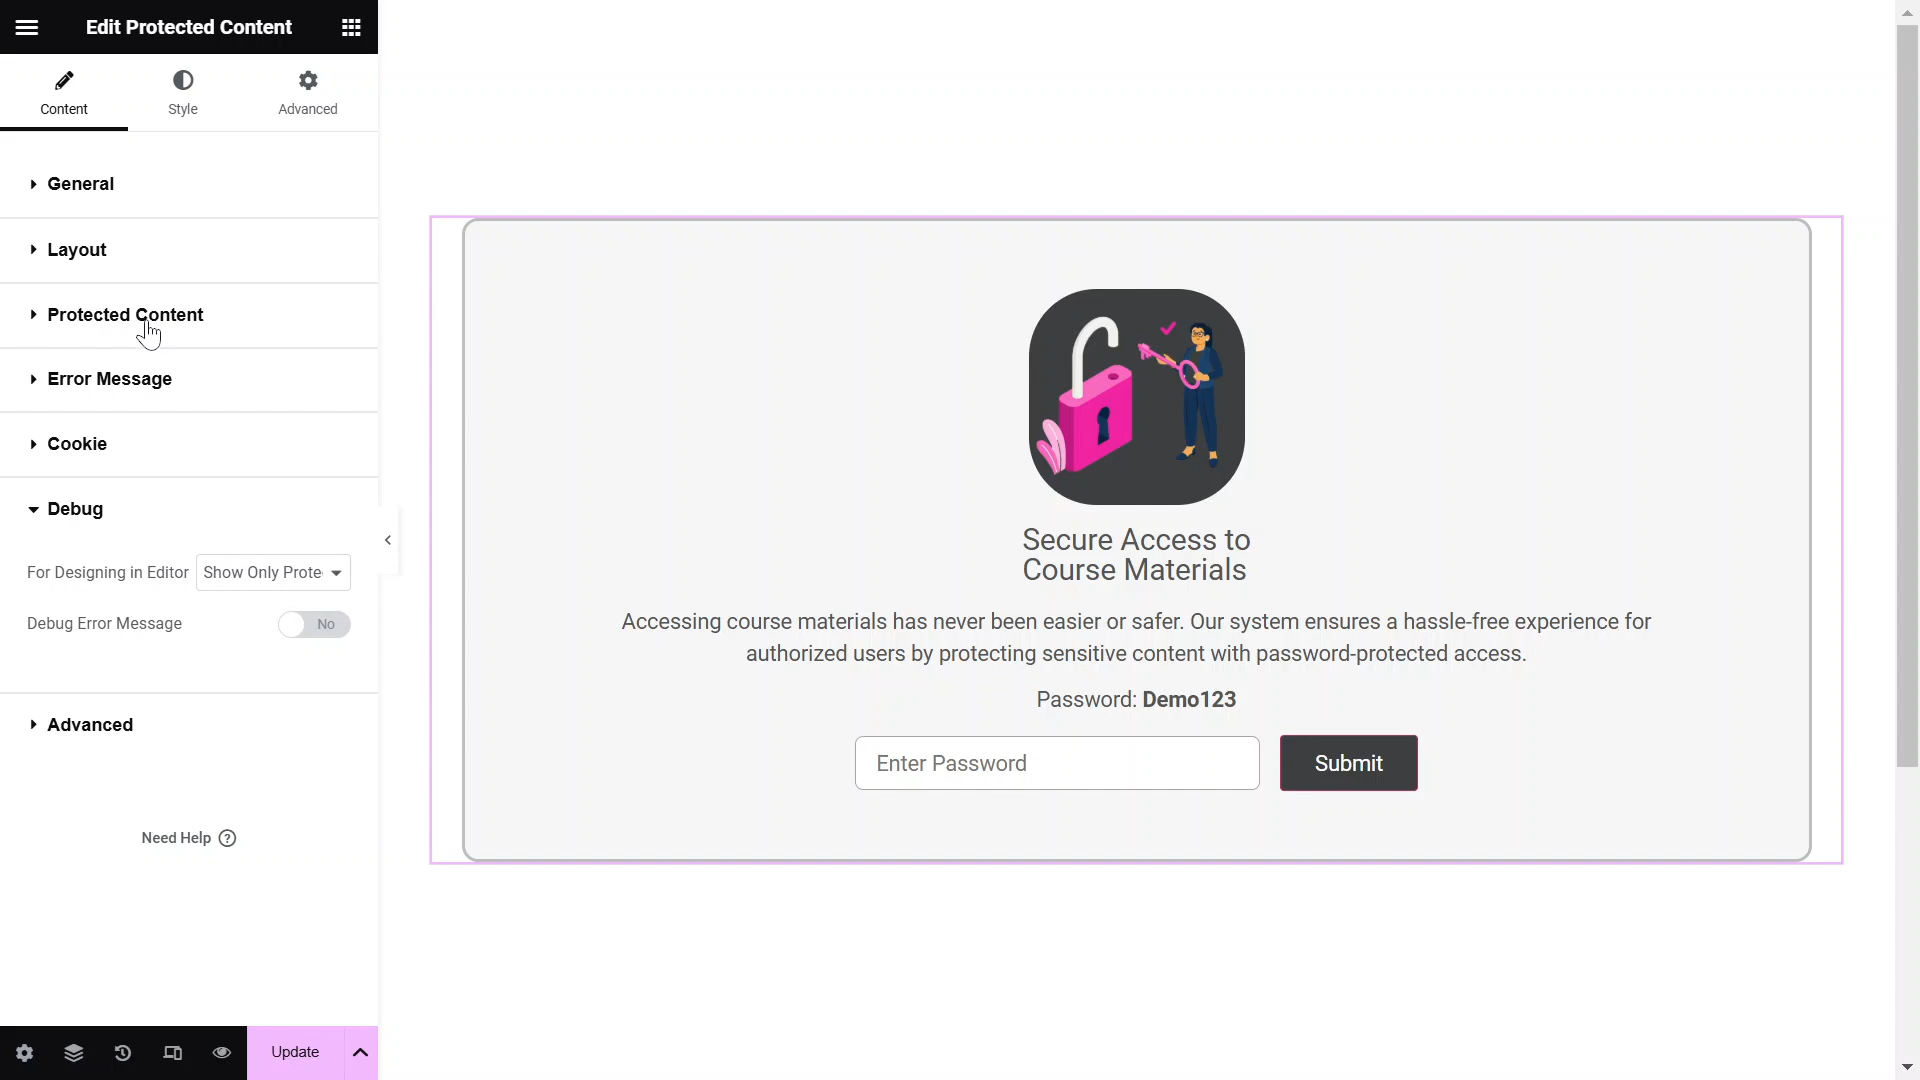 Edit Protected Content
Content
Style
Advanced
General
Layout
Protected Content
Error Message
Cookie
Debug
For Designing in Editor
Show Only Prote
Debug Error Message
No
Advanced
Need Help
Update
Secure Access to
Course Materials
Accessing course materials has never been easier or safer. Our system ensures a hassle-free experience for
authorized users by protecting sensitive content with password-protected access.
Password: Demo123
Enter Password
Submit